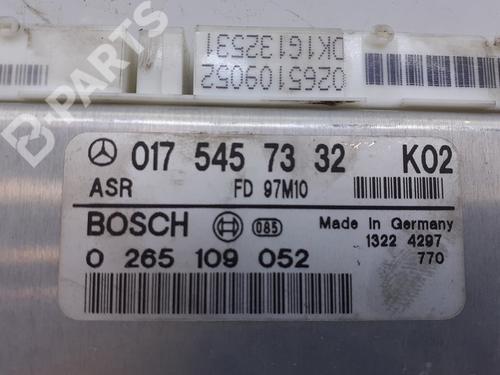 B-PARTS
0265109052
DK1G132531
017 545 73 32 K02
ASR FD 97M10
BOSCH 085 Made in Germany
1322 4297
0 265 109 052 770